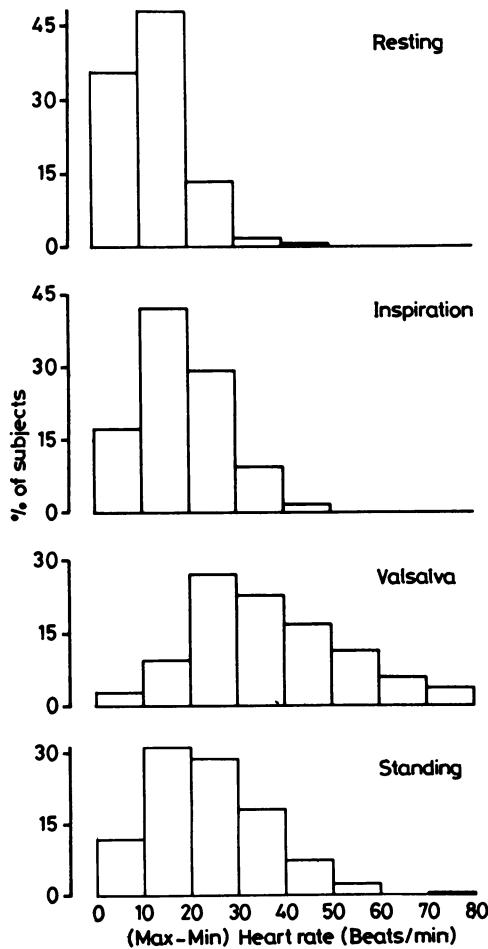 45
Resting
30
15
0
45
Inspiration
30
15
0
% of subjects
30
Valsalva
15
0
30
Standing
15
0
0 10 20 30 40 50 60 70 80
(Max-Min) Heart rate (Beats/min)